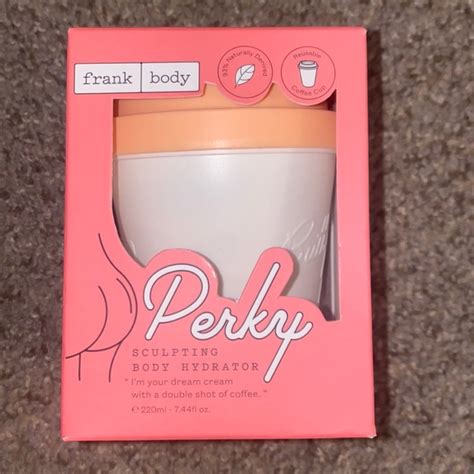 frank body
92% Naturally Derived
Reusable
Coffee Cup
Perky
SCULPTING
BODY HYDRATOR
"I'm your dream cream
with a double shot of coffee."
℮ 220ml - 7.44fl oz.